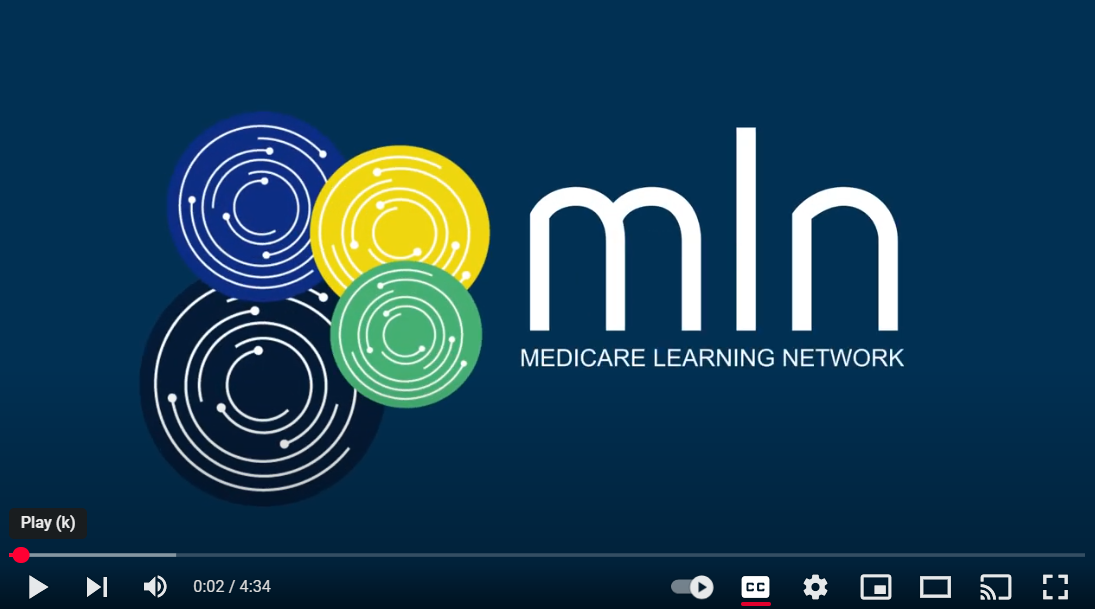 mln
MEDICARE LEARNING NETWORK
Play (k)
0:02 / 4:34
CC